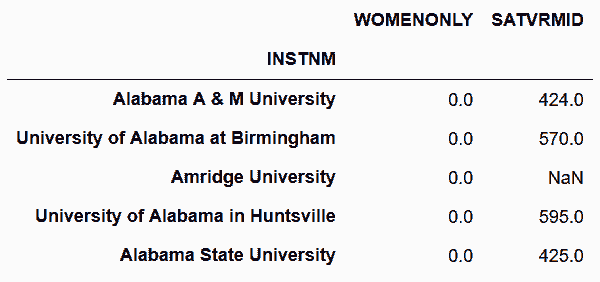 WOMENONLY SATVRMID
INSTNM
Alabama A & M University 0.0 424.0
University of Alabama at Birmingham 0.0 570.0
Amridge University 0.0 NaN
University of Alabama in Huntsville 0.0 595.0
Alabama State University 0.0 425.0